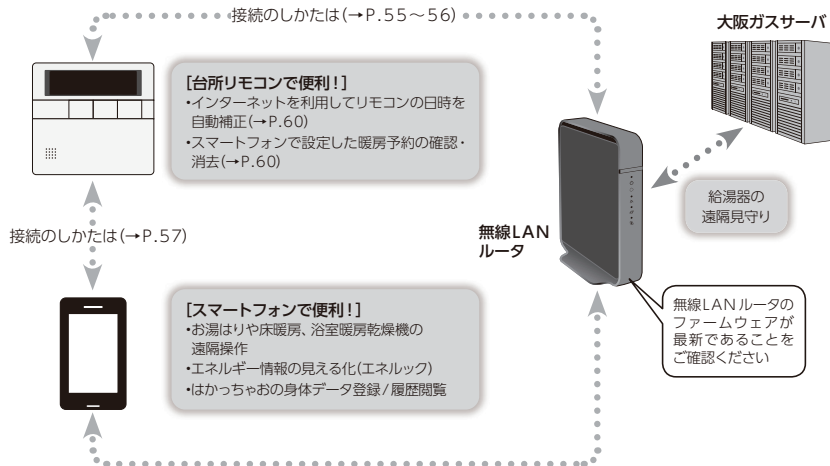 接続のしかたは(→P.55〜56)
大阪ガスサーバ
[台所リモコンで便利！]
•インターネットを利用してリモコンの日時を
自動補正(→P.60)
•スマートフォンで設定した暖房予約の確認・
消去(→P.60)
給湯器の
遠隔見守り
接続のしかたは(→P.57)
無線LAN
ルータ
[スマートフォンで便利！]
•お湯はりや床暖房、浴室暖房乾燥機の
遠隔操作
•エネルギー情報の見える化(エネルック)
•はかっちゃおの身体データ登録/履歴閲覧
無線LANルータの
ファームウェアが
最新であることを
ご確認ください